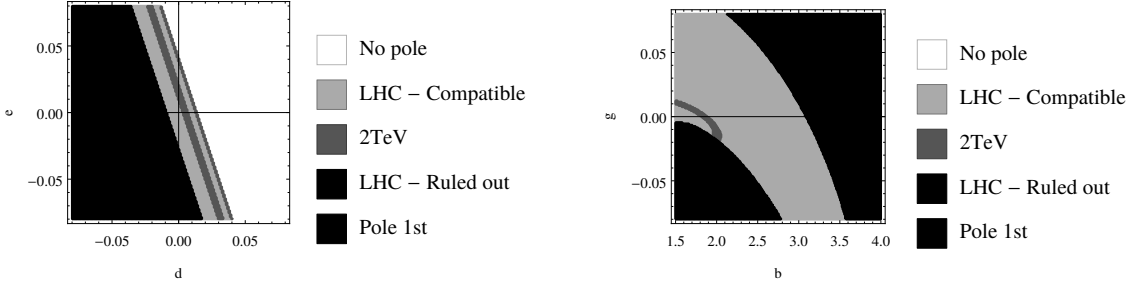 0.05
0.00
−0.05
e
−0.05
0.00
0.05
d
No pole
LHC − Compatible
2TeV
LHC − Ruled out
Pole 1st
0.05
0.00
−0.05
g
1.5
2.0
2.5
3.0
3.5
4.0
b
No pole
LHC − Compatible
2TeV
LHC − Ruled out
Pole 1st